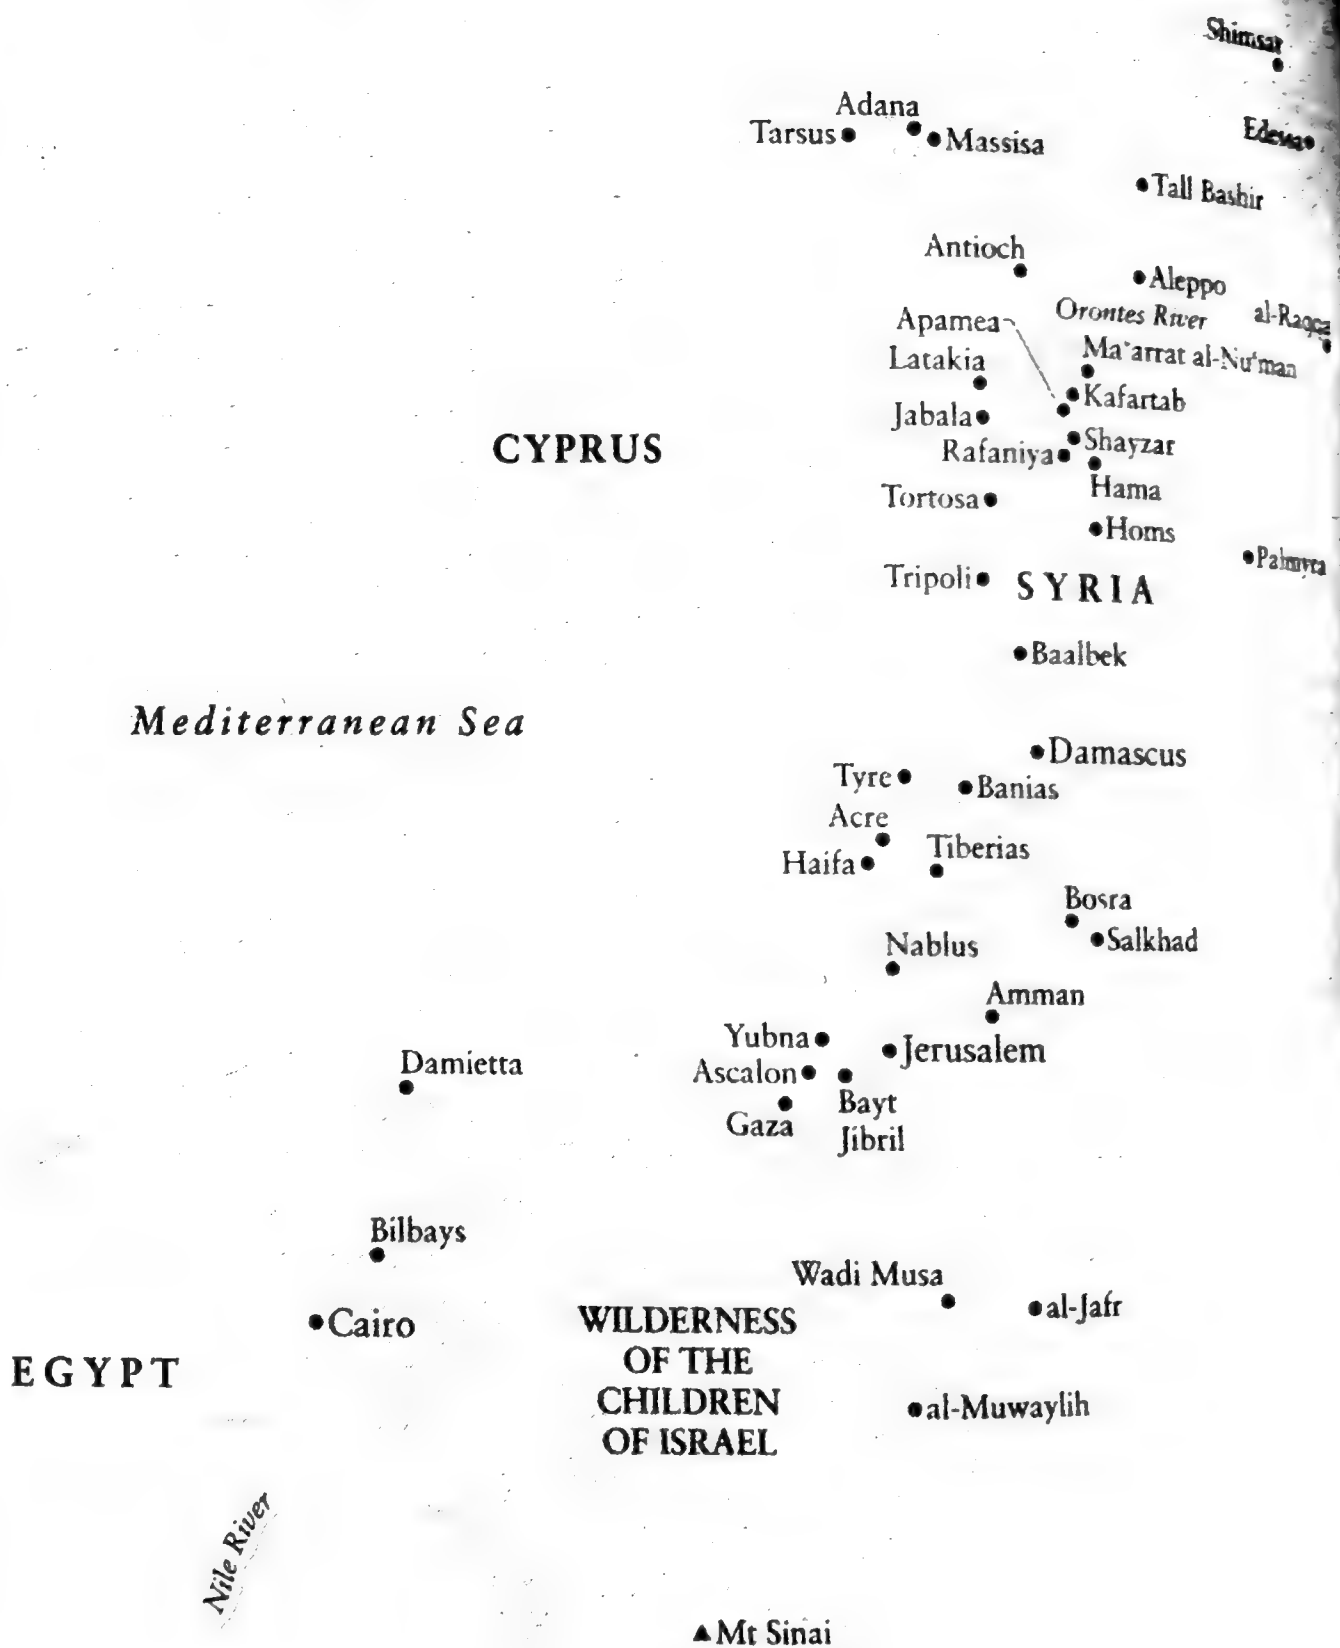 Shimsat
Adana
Tarsus
Massisa
Edessa
Tall Bashir
Antioch
Aleppo
Orontes River
al-Raqqa
Apamea
Ma'arrat al-Nu'man
Latakia
Kafartab
Jabala
CYPRUS
Shayzar
Rafaniya
Hama
Tortosa
Homs
Palmyra
Tripoli
SYRIA
Baalbek
Mediterranean Sea
Damascus
Tyre
Banias
Acre
Tiberias
Haifa
Bosra
Salkhad
Nablus
Amman
Yubna
Jerusalem
Damietta
Ascalon
Gaza
Bayt
Jibril
Bilbays
Wadi Musa
al-Jafr
Cairo
WILDERNESS
OF THE
CHILDREN
OF ISRAEL
EGYPT
al-Muwaylih
Nile River
Mt Sinai